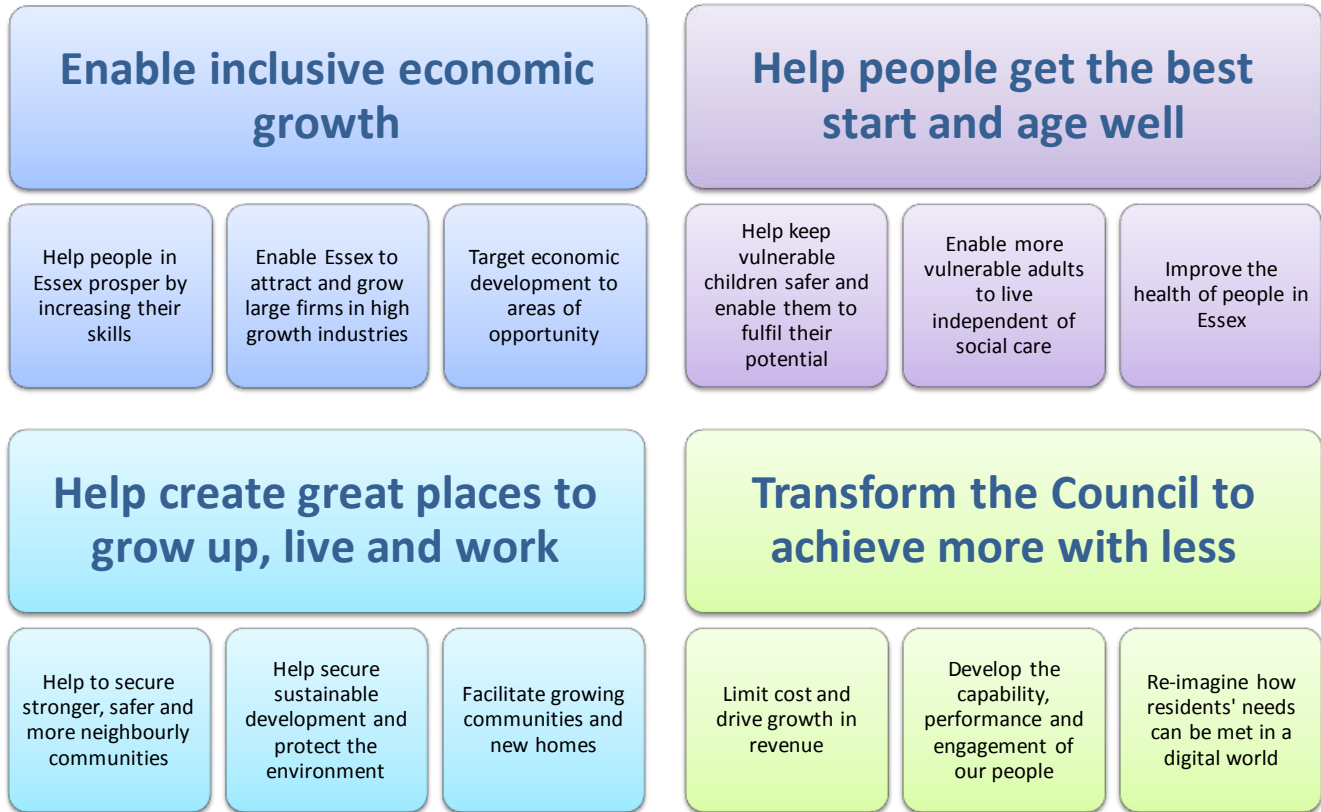 Enable inclusive economic
growth
Help people in
Essex prosper by
increasing their
skills
Enable Essex to
attract and grow
large firms in high
growth industries
Target economic
development to
areas of
opportunity
Help people get the best
start and age well
Help keep
vulnerable
children safer and
enable them to
fulfil their
potential
Enable more
vulnerable adults
to live
independent of
social care
Improve the
health of people in
Essex
Help create great places to
grow up, live and work
Help to secure
stronger, safer and
more neighbourly
communities
Help secure
sustainable
development and
protect the
environment
Facilitate growing
communities and
new homes
Transform the Council to
achieve more with less
Limit cost and
drive growth in
revenue
Develop the
capability,
performance and
engagement of
our people
Re-imagine how
residents' needs
can be met in a
digital world